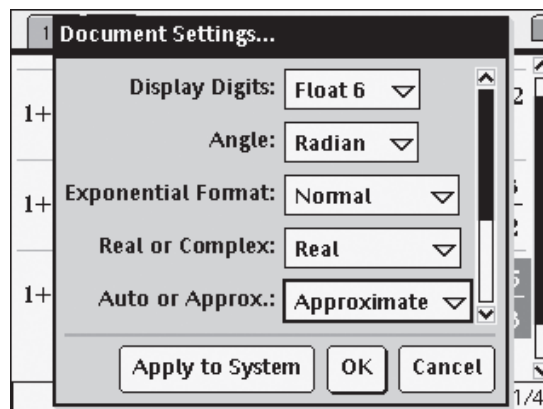 1
Document Settings...
Display Digits: Float 6
Angle: Radian
Exponential Format: Normal
Real or Complex: Real
Auto or Approx.: Approximate
Apply to System OK Cancel
1+
1+
1+
2
1/4